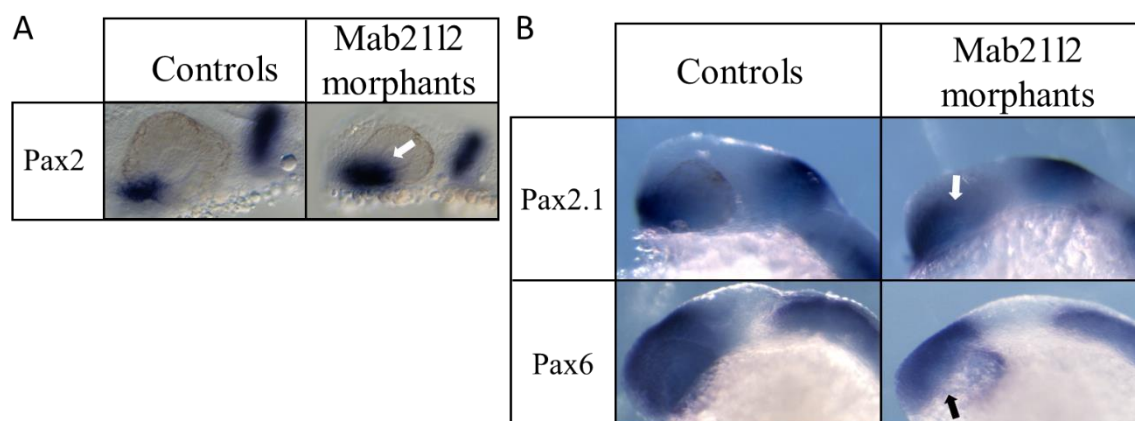 A
Controls
Mab21l2
morphants
Pax2
B
Controls
Mab21l2
morphants
Pax2.1
Pax6